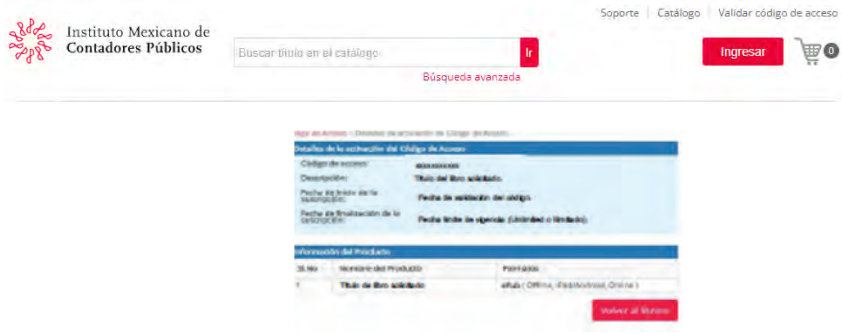 Soporte Catálogo Validar código de acceso
Instituto Mexicano de
Contadores Públicos
Buscar título en el catálogo
Ir
Ingresar
0
Búsqueda avanzada
Detalles de la activación del Código de Acceso
Código de acceso:
Descripción: Título del libro solicitado
Fecha de inicio de la
suscripción: Fecha de validación del código
Fecha de finalización de la
suscripción: Fecha límite de vigencia (Unlimited o limitado)
Información del Producto
SL No Nombre del Producto Formatos
1 Título de libro solicitado ePub ( Offline, iPad/Android, Online )
Volver al